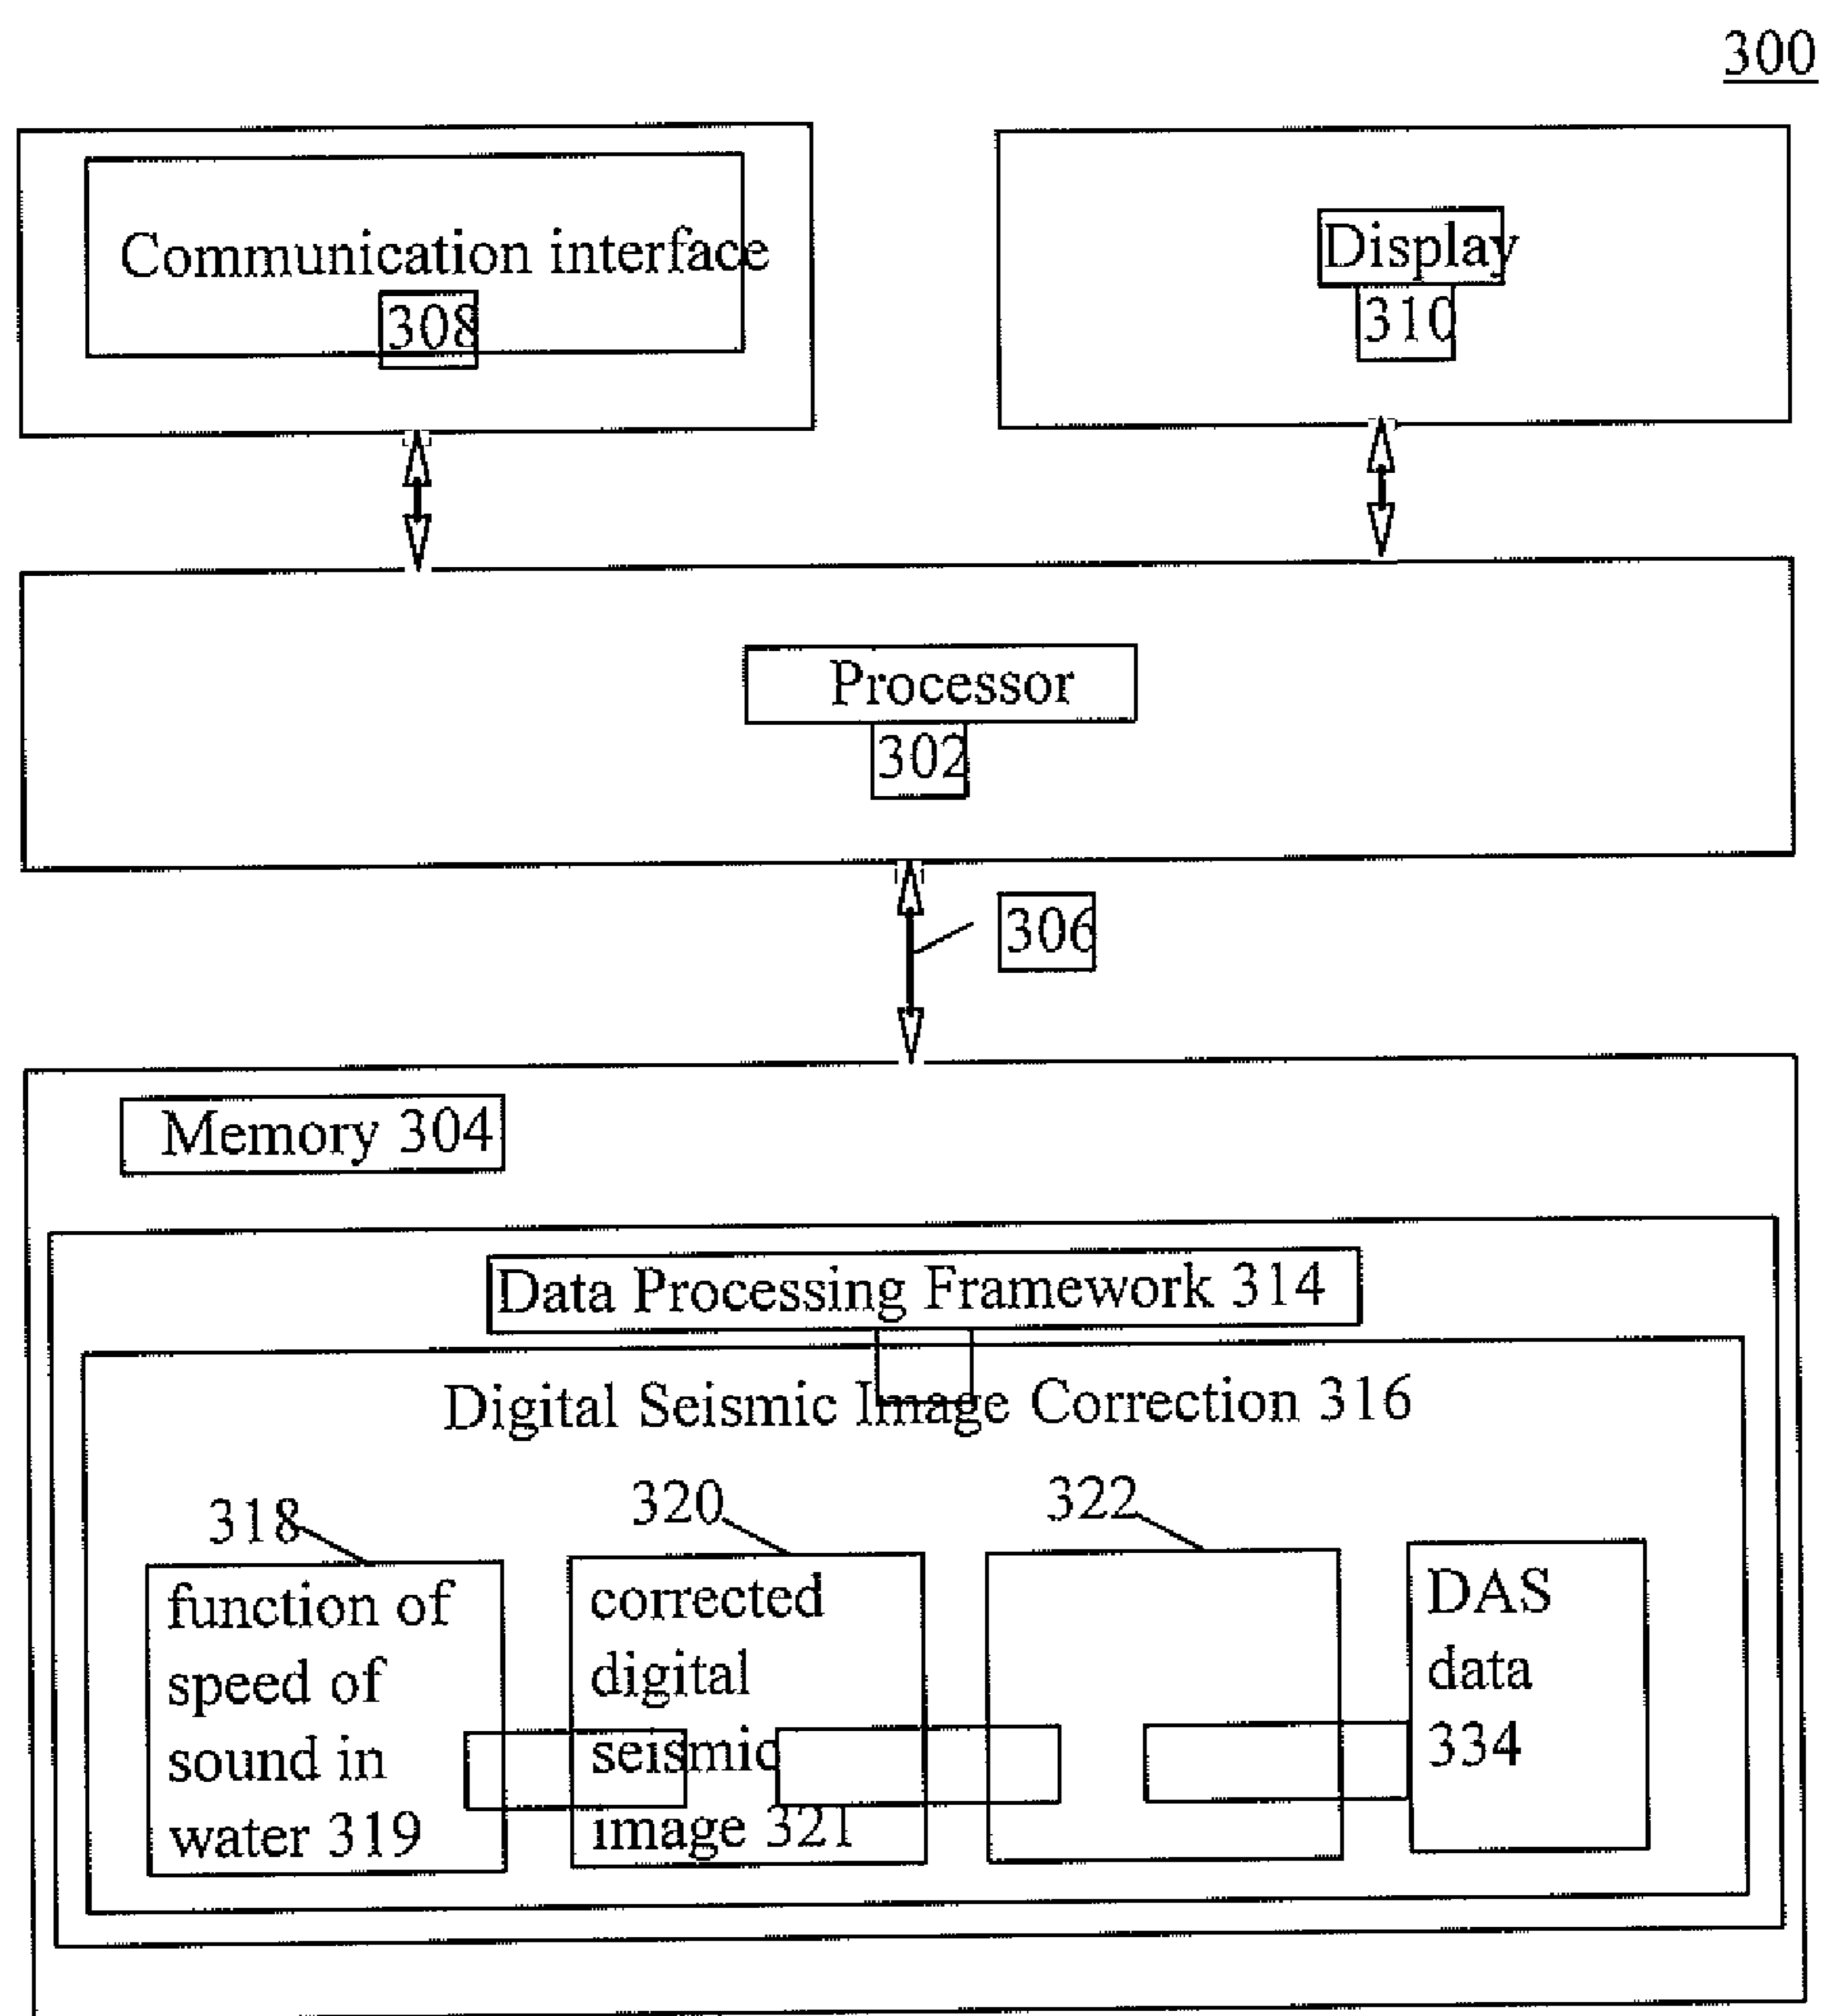 300
Communication interface
308
Display
310
Processor
302
306
Memory 304
Data Processing Framework 314
Digital Seismic Image Correction 316
318
320
322
function of
speed of
sound in
water 319
corrected
digital
seismic
image 321
DAS
data
334